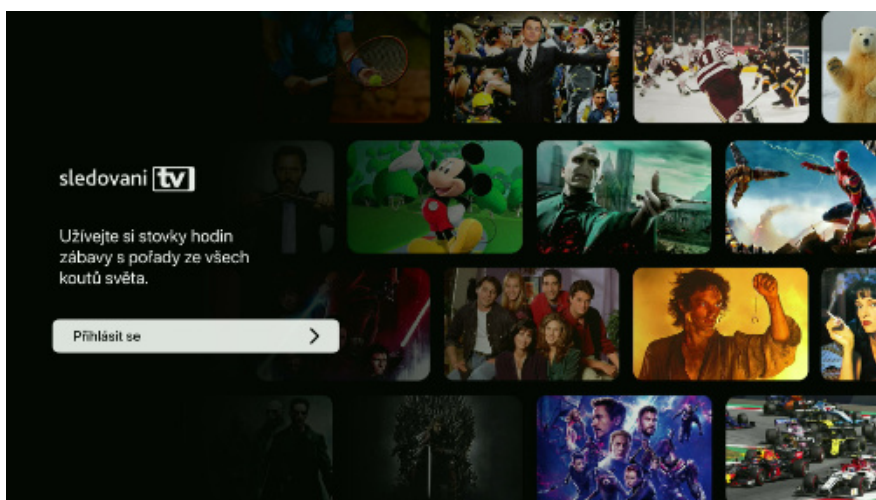 sledovani tv
Užívejte si stovky hodin
zábavy s pořady ze všech
koutů světa.
Přihlásit se